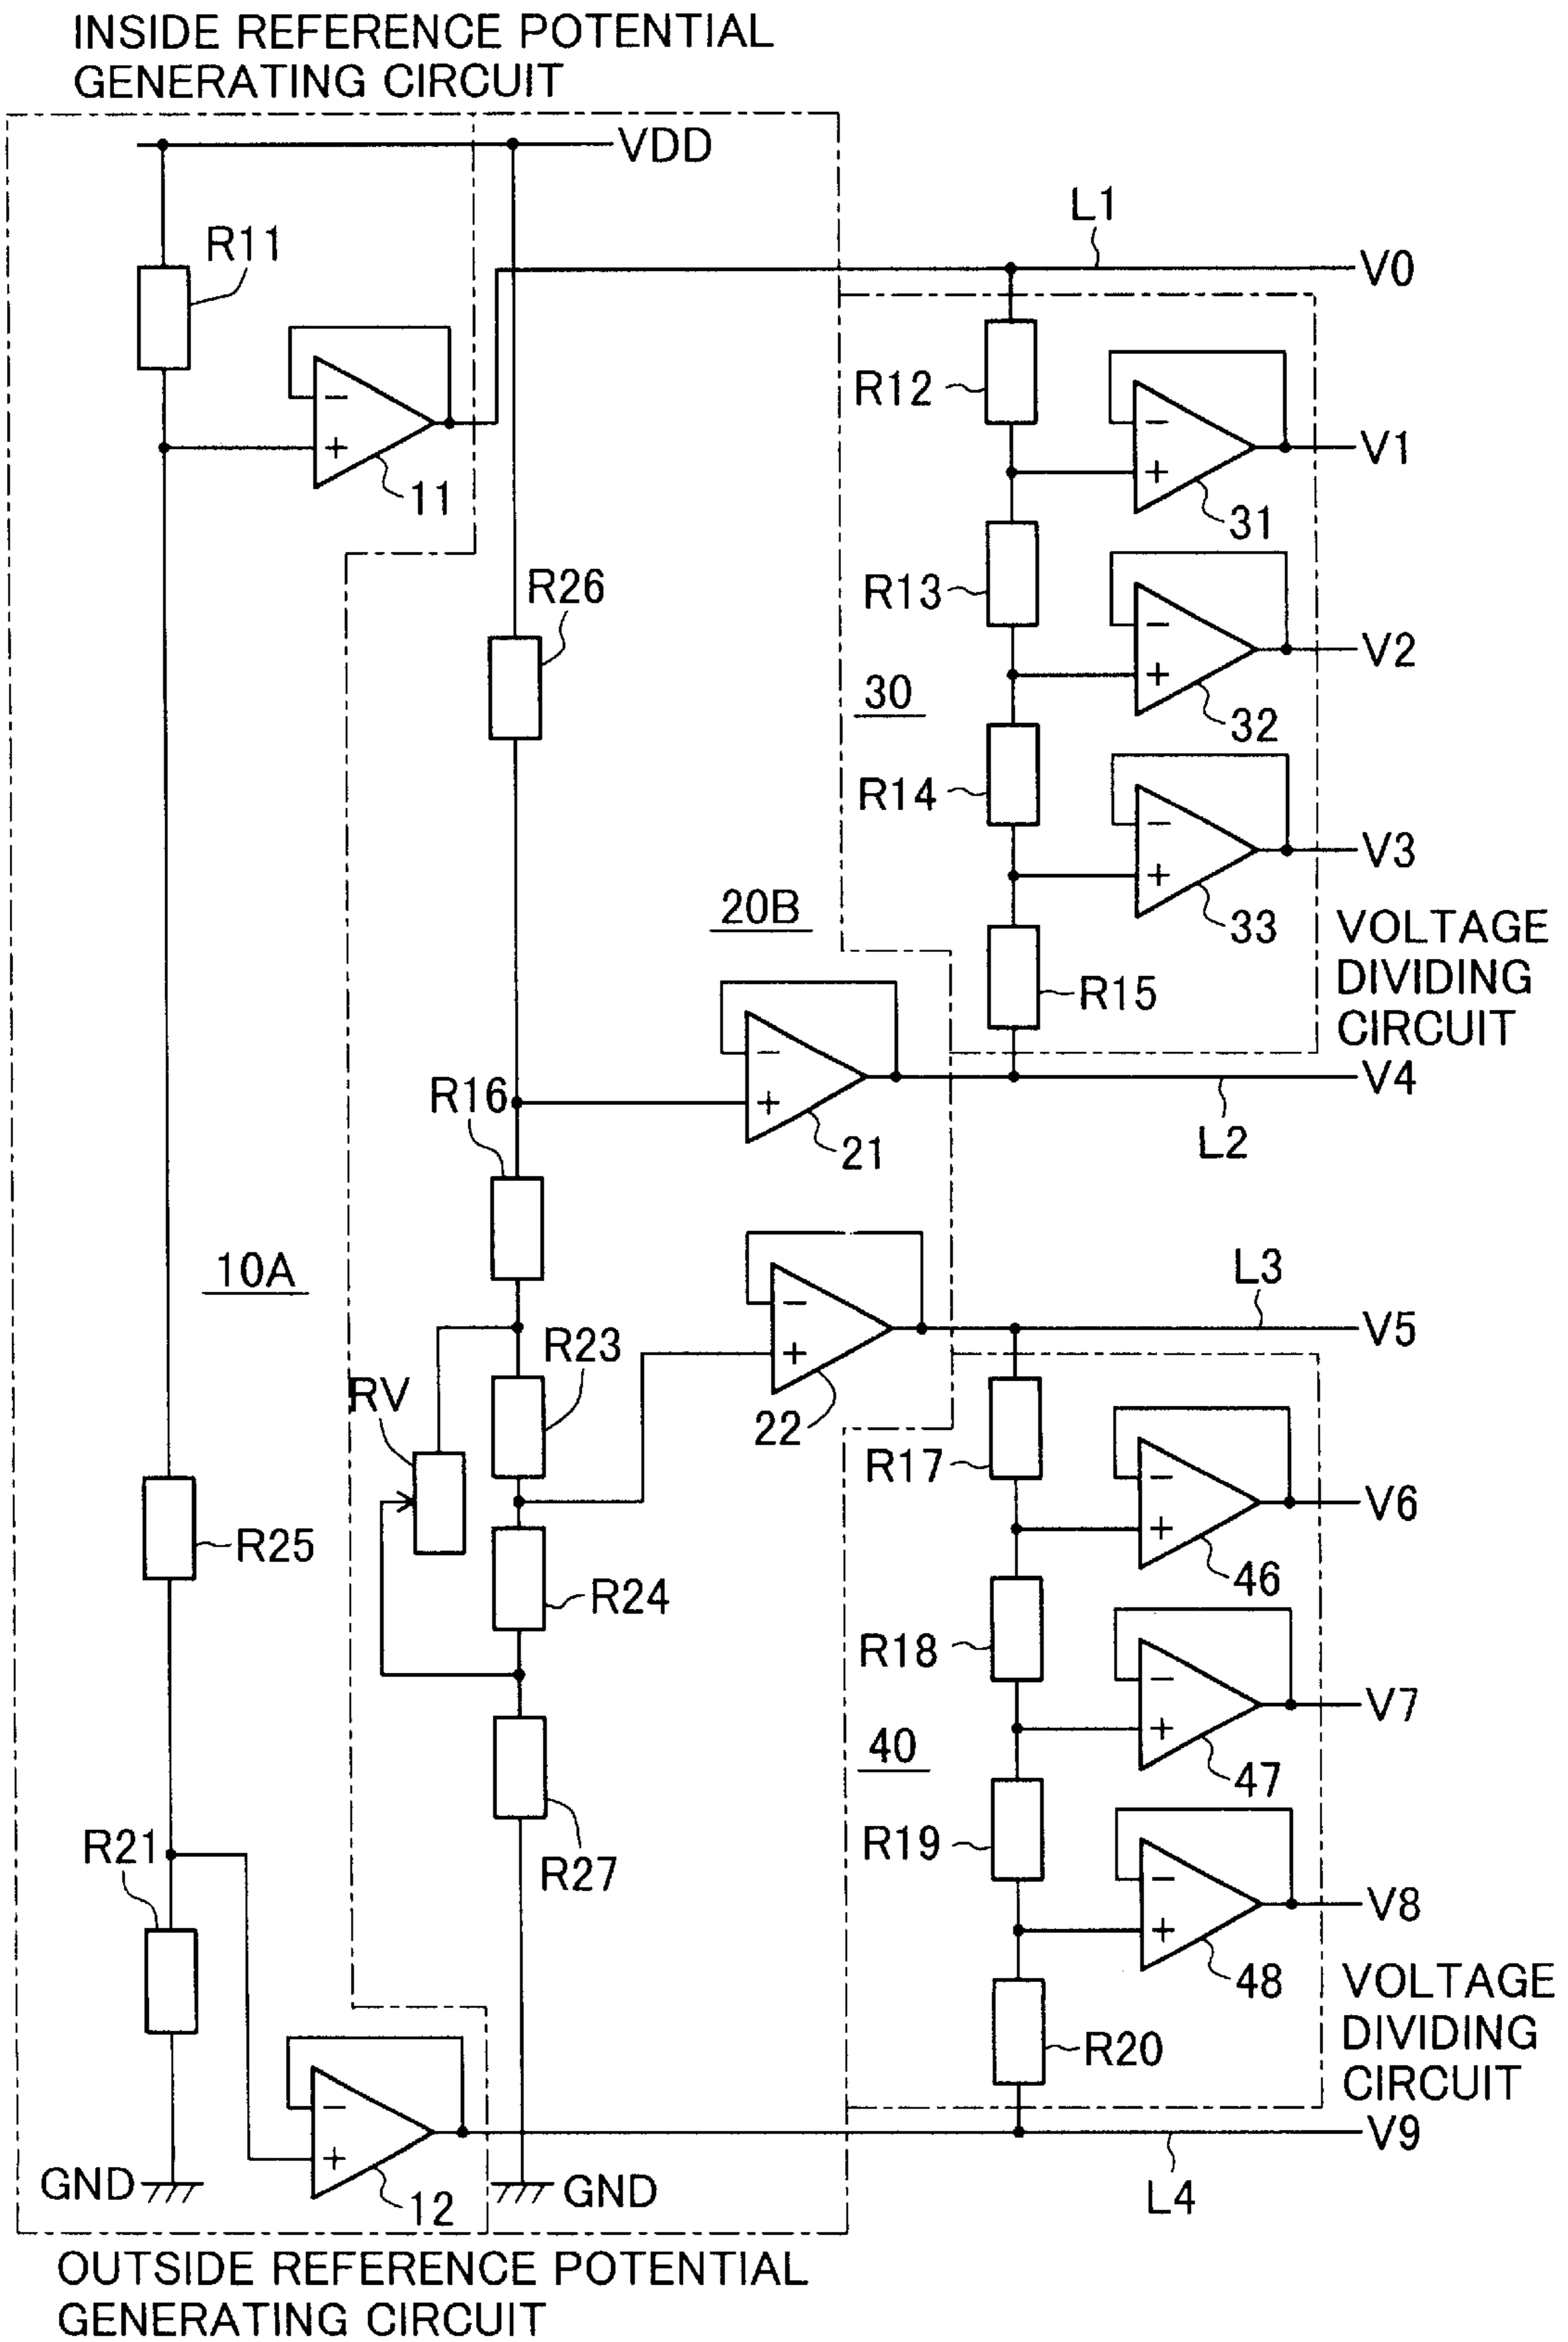 INSIDE REFERENCE POTENTIAL
GENERATING CIRCUIT
VDD
L1
R11
V0
R12
−
−
V1
+
+
11
31
R26
R13
−
V2
+
30
32
R14
−
V3
+
20B
33
VOLTAGE
DIVIDING
CIRCUIT
R15
−
V4
R16
+
21
L2
10A
L3
−
V5
R23
+
RV
22
R17
−
V6
+
R25
46
R24
R18
−
V7
+
40
47
R21
R19
R27
−
V8
+
48
VOLTAGE
DIVIDING
CIRCUIT
R20
−
V9
+
GND
12
GND
L4
OUTSIDE REFERENCE POTENTIAL
GENERATING CIRCUIT